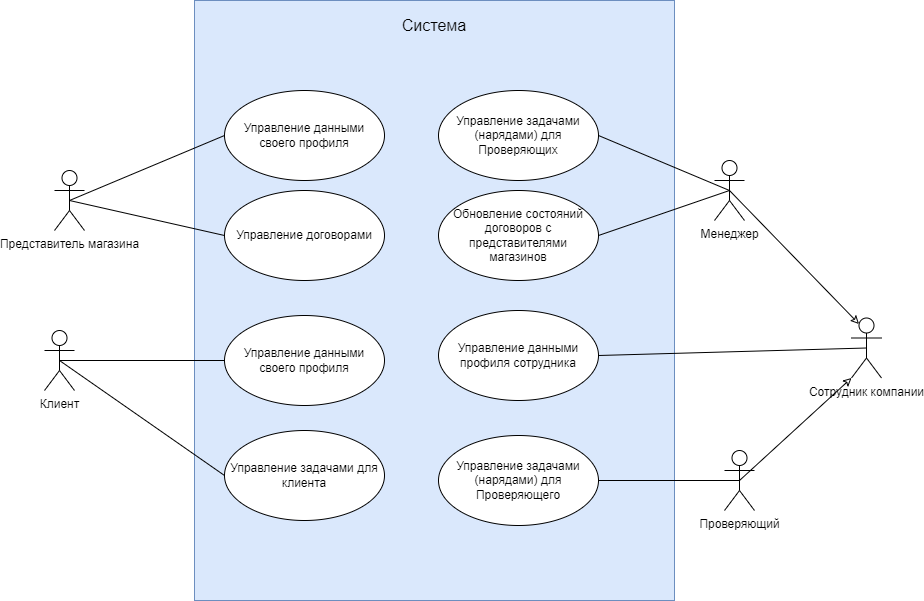 Система
Управление данными
своего профиля
Управление задачами
(нарядами) для
Проверяющих
Представитель магазина
Управление договорами
Обновление состояний
договоров с
представителями
магазинов
Менеджер
Клиент
Управление данными
своего профиля
Управление данными
профиля сотрудника
Сотрудник компании
Управление задачами для
клиента
Управление задачами
(нарядами) для
Проверяющего
Проверяющий